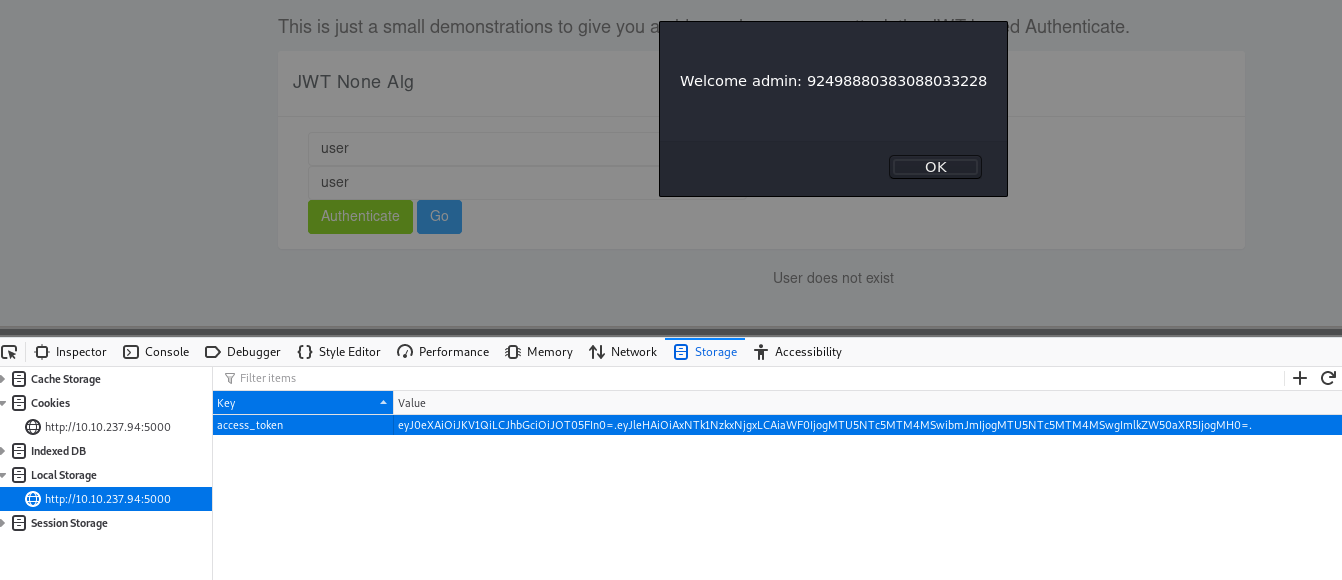 This is just a small demonstrations to give you a
ed Authenticate.
Welcome admin: 92498880383088033228
OK
JWT None Alg
user
user
Authenticate Go
User does not exist
Inspector Console Debugger Style Editor Performance Memory Network Storage Accessibility
Cache Storage
Cookies
http://10.10.237.94:5000
Indexed DB
Local Storage
http://10.10.237.94:5000
Session Storage
Filter items
Key Value
access_token eyJ0eXAiOiJKV1QiLCJhbGciOiJOT05FIn0=.eyJleHAiOiAxNTk1NzkxNjgxLCAiaWF0IjogMTU5NTc5MTM4MSwibmJmIjogMTU5NTc5MTM4MSwgImlkZW50aXR5IjogMH0=.